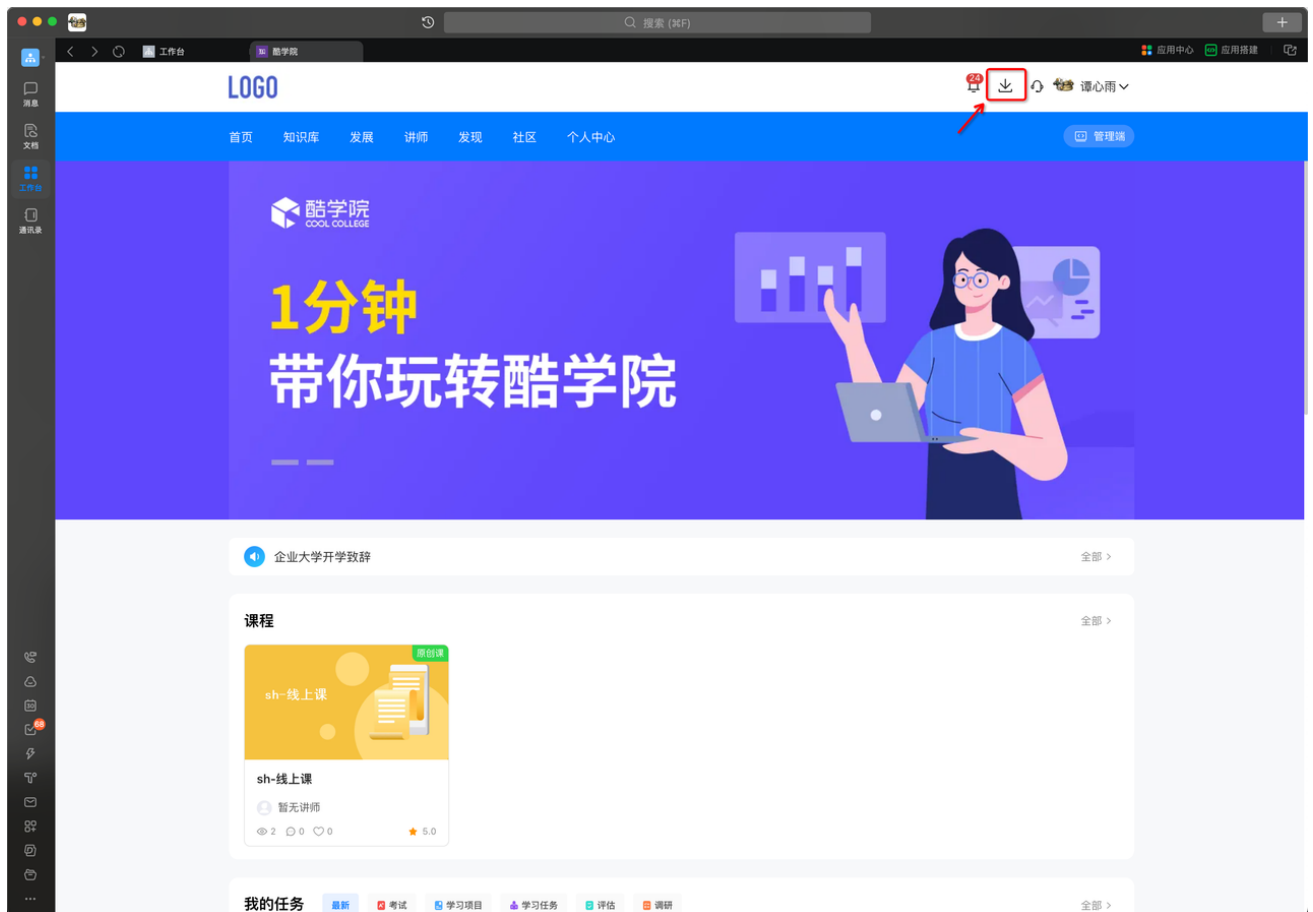 搜索 (⌘F)
工作台
酷学院
应用中心
应用搭建
消息
文档
工作台
通讯录
68
LOGO
24
谭心雨
首页 知识库 发展 讲师 发现 社区 个人中心
管理端
酷学院
COOL COLLEGE
1分钟
带你玩转酷学院
企业大学开学致辞
全部 >
课程
全部 >
原创课
sh-线上课
sh-线上课
暂无讲师
2 0 0 5.0
我的任务 最新 考试 学习项目 学习任务 评估 调研
全部 >